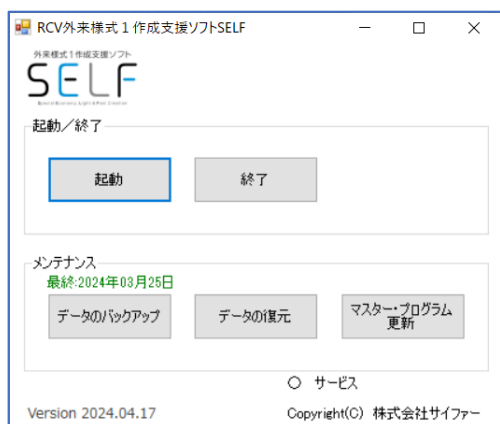 RCV外来様式１作成支援ソフトSELF
外来様式1作成支援ソフト
SELF
Special Economy, Light & Fast Creation
起動／終了
起動
終了
メンテナンス
最終:2024年03月25日
データのバックアップ
データの復元
マスター・プログラム
更新
サービス
Version 2024.04.17
Copyright(C) 株式会社サイファー